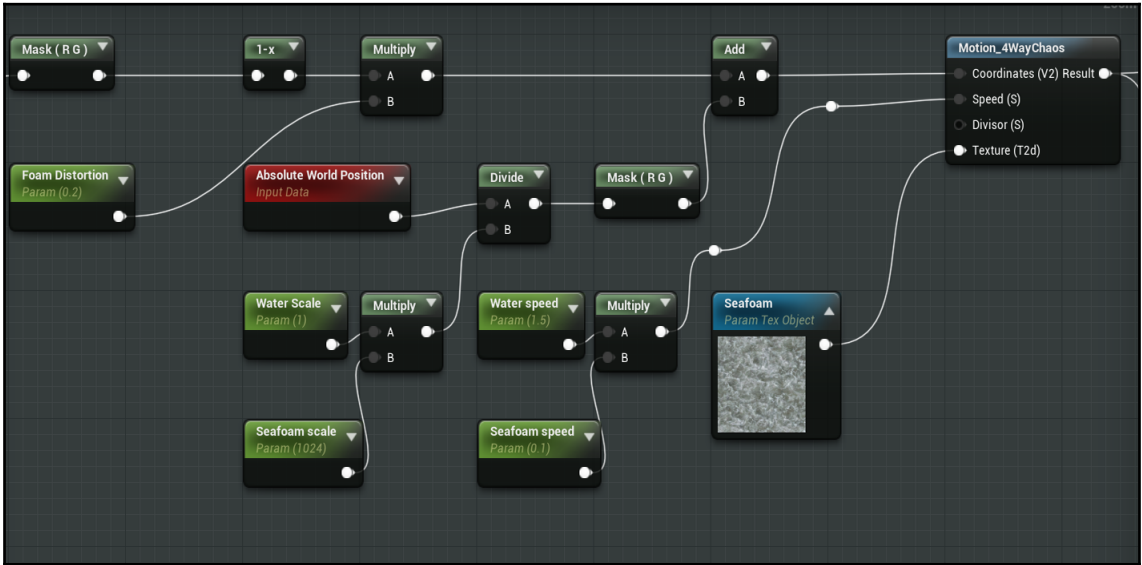 Mask ( R G )
1-x
Multiply
A
B
Add
A
B
Motion_4WayChaos
Coordinates (V2) Result
Speed (S)
Divisor (S)
Texture (T2d)
Foam Distortion
Param (0.2)
Absolute World Position
Input Data
Divide
A
B
Mask ( R G )
Water Scale
Param (1)
Multiply
A
B
Water speed
Param (1.5)
Multiply
A
B
Seafoam
Param Tex Object
Seafoam scale
Param (1024)
Seafoam speed
Param (0.1)